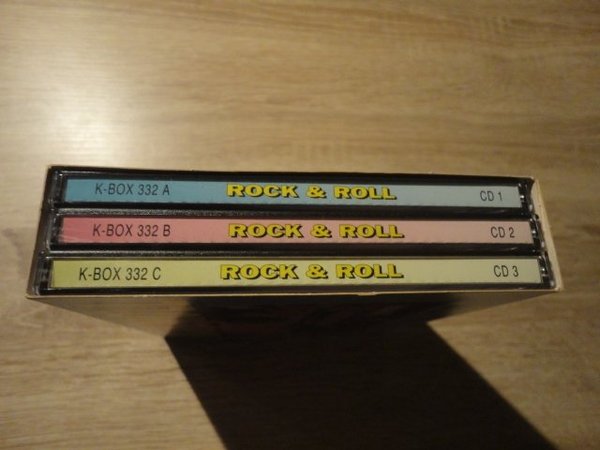 K-BOX 332 A ROCK & ROLL CD 1
K-BOX 332 B ROCK & ROLL CD 2
K-BOX 332 C ROCK & ROLL CD 3